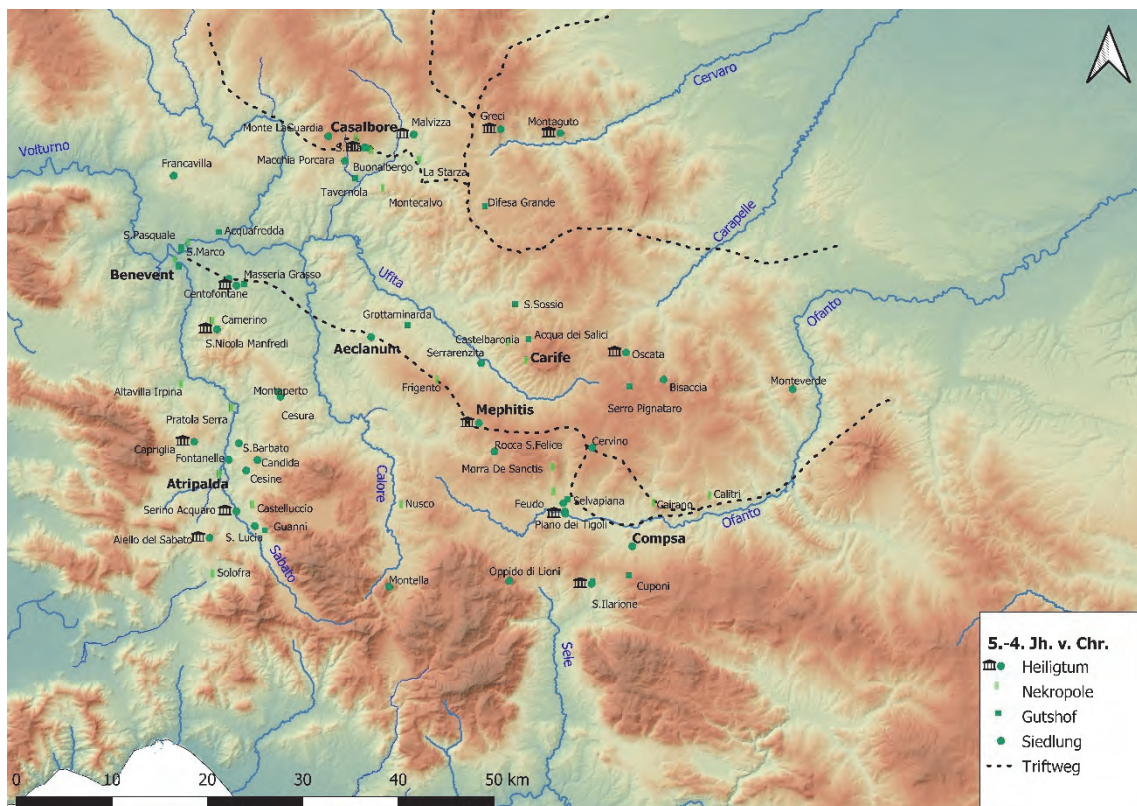 Cervaro
Greci
Montaguto
Malvizza
Casalbore
Monte LaGuardia
Volturno
Francavilla
Macchia Porcara
Buonalbergo
La Starza
Tavernola
Montecalvo
Difesa Grande
Carapelle
S.Pasquale
Acquafredda
S.Marco
Benevent
Masseria Grasso
Centofontane
Ufita
Ofanto
S.Sossio
Camerino
Grottaminarda
S.Nicola Manfredi
Aeclanum
Castelbaronia
Acqua dei Salici
Serrarenzita
Carife
Oscata
Altavilla Irpina
Montaperto
Cesura
Frigento
Bisaccia
Serro Pignataro
Monteverde
Pratola Serra
Mephitis
Capriglia
S.Barbato
Fontanelle
Candida
Cesine
Rocca S.Felice
Cervino
Morra De Sanctis
Atripalda
Calore
Nusco
Feudo
Selvapiana
Cairano
Calitri
Serino Acquaro
Castelluccio
Piano dei Tigoli
Ofanto
Guanni
Aiello del Sabato
S. Lucia
Compsa
Sabato
Solofra
Montella
Oppido di Lioni
Cuponi
S.Ilarione
Sele
5.-4. Jh. v. Chr.
Heiligtum
Nekropole
Gutshof
Siedlung
Triftweg
0 10 20 30 40 50 km